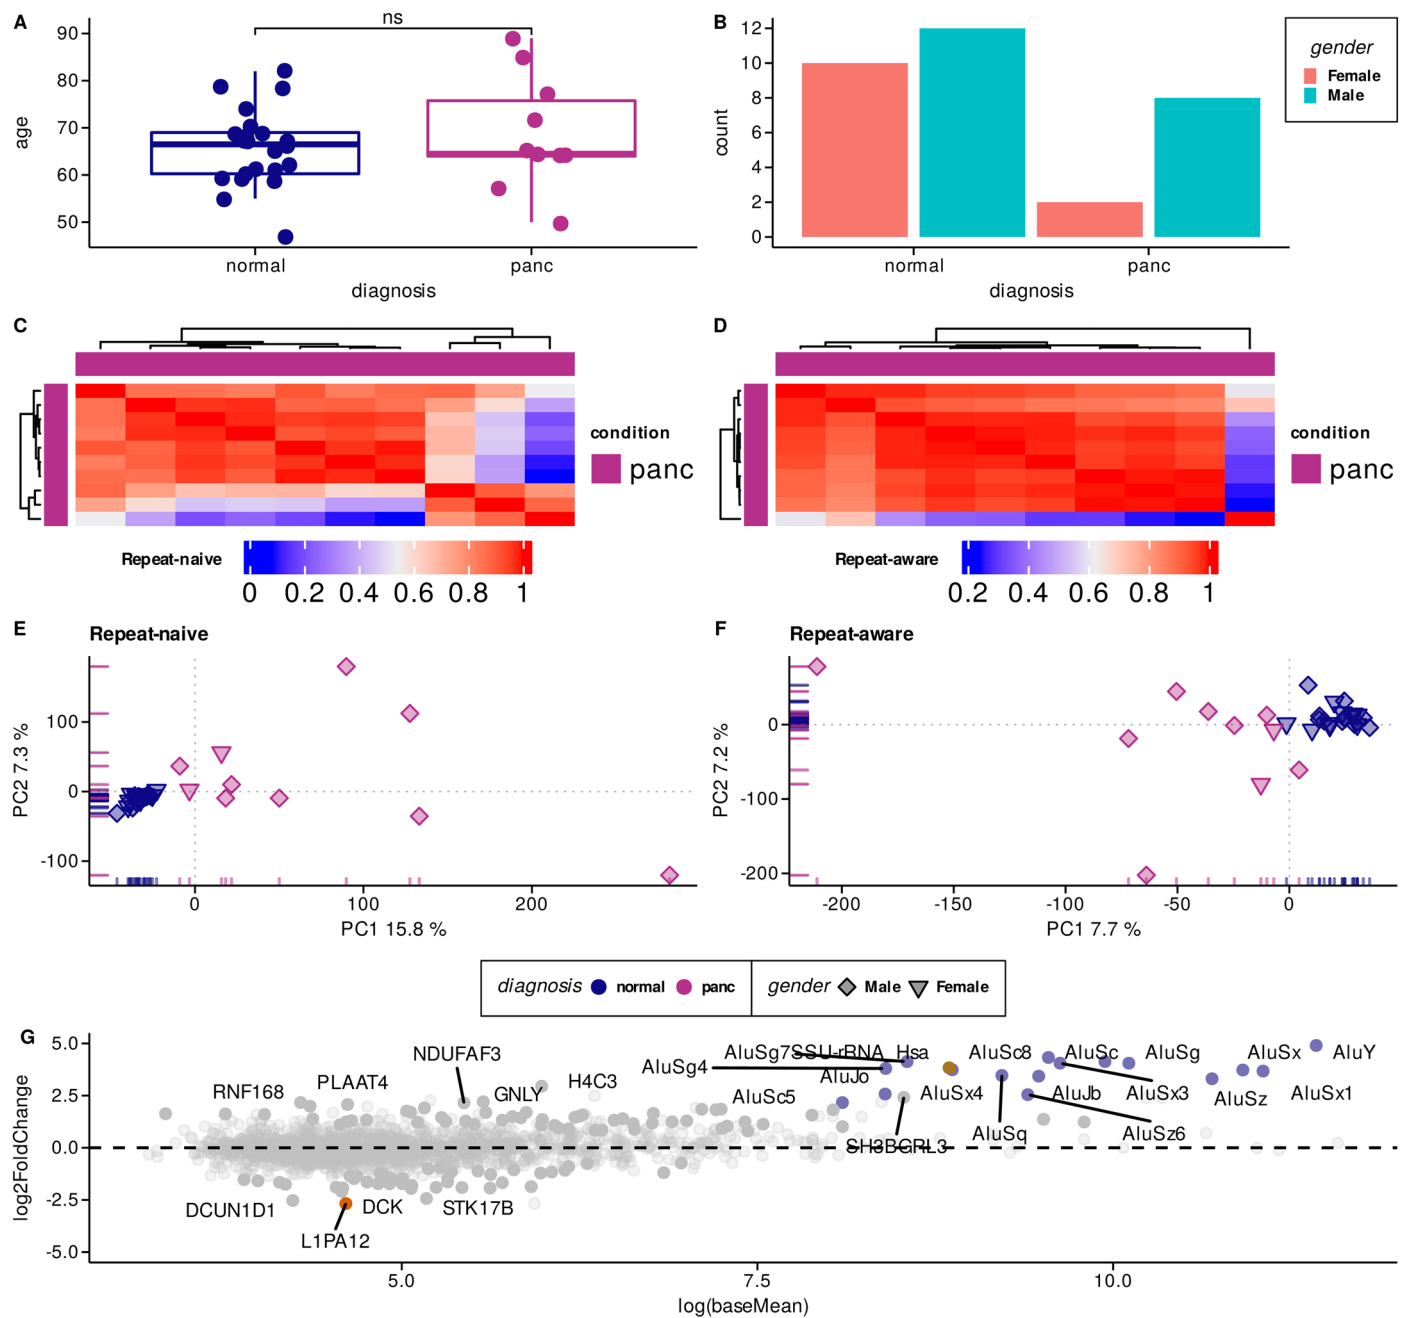 A
ns
90
80
70
60
50
age
normal
panc
diagnosis
B
12
10
8
6
4
2
0
count
normal
panc
diagnosis
gender
Female
Male
C
condition
panc
Repeat-naive
0 0.2 0.4 0.6 0.8 1
D
condition
panc
Repeat-aware
0.2 0.4 0.6 0.8 1
E
Repeat-naive
100
0
-100
PC2 7.3 %
0 100 200
PC1 15.8 %
F
Repeat-aware
0
-100
-200
PC2 7.2 %
-200 -150 -100 -50 0
PC1 7.7 %
diagnosis normal panc gender Male Female
G
5.0
2.5
0.0
-2.5
-5.0
log2FoldChange
NDUFAF3
RNF168
PLAAT4
GNLY
H4C3
AluSg4
AluSg7
SSU-rRNA_Hsa
AluJo
AluSc5
AluSc8
AluSx4
AluSc
AluSg
AluJb
AluSx3
AluSx
AluY
AluSz
AluSx1
SH3BGRL3
AluSq
AluSz6
DCUN1D1
DCK
STK17B
L1PA12
5.0 7.5 10.0
log(baseMean)